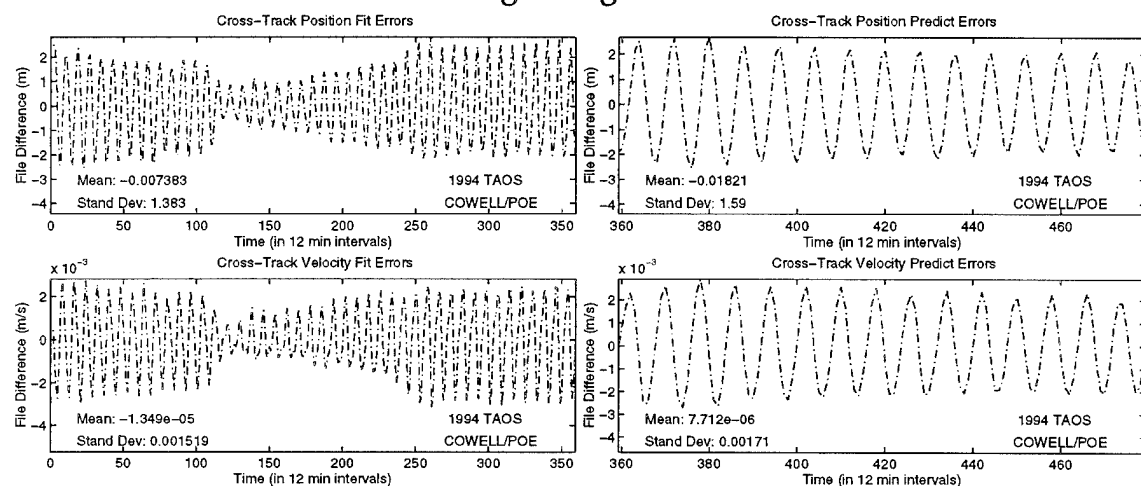 Cross-Track Position Fit Errors
File Difference (m)
2
1
0
-1
-2
-3
-4
Mean: -0.007383
1994 TAOS
Stand Dev: 1.383
COWELL/POE
0 50 100 150 200 250 300 350
Time (in 12 min intervals)
Cross-Track Position Predict Errors
File Difference (m)
2
1
0
-1
-2
-3
-4
Mean: -0.01821
1994 TAOS
Stand Dev: 1.59
COWELL/POE
360 380 400 420 440 460
Time (in 12 min intervals)
x 10⁻³
Cross-Track Velocity Fit Errors
File Difference (m/s)
2
0
-2
-4
Mean: -1.349e-05
1994 TAOS
Stand Dev: 0.001519
COWELL/POE
0 50 100 150 200 250 300 350
Time (in 12 min intervals)
x 10⁻³
Cross-Track Velocity Predict Errors
File Difference (m/s)
2
1
0
-1
-2
-3
-4
Mean: 7.712e-06
1994 TAOS
Stand Dev: 0.00171
COWELL/POE
360 380 400 420 440 460
Time (in 12 min intervals)